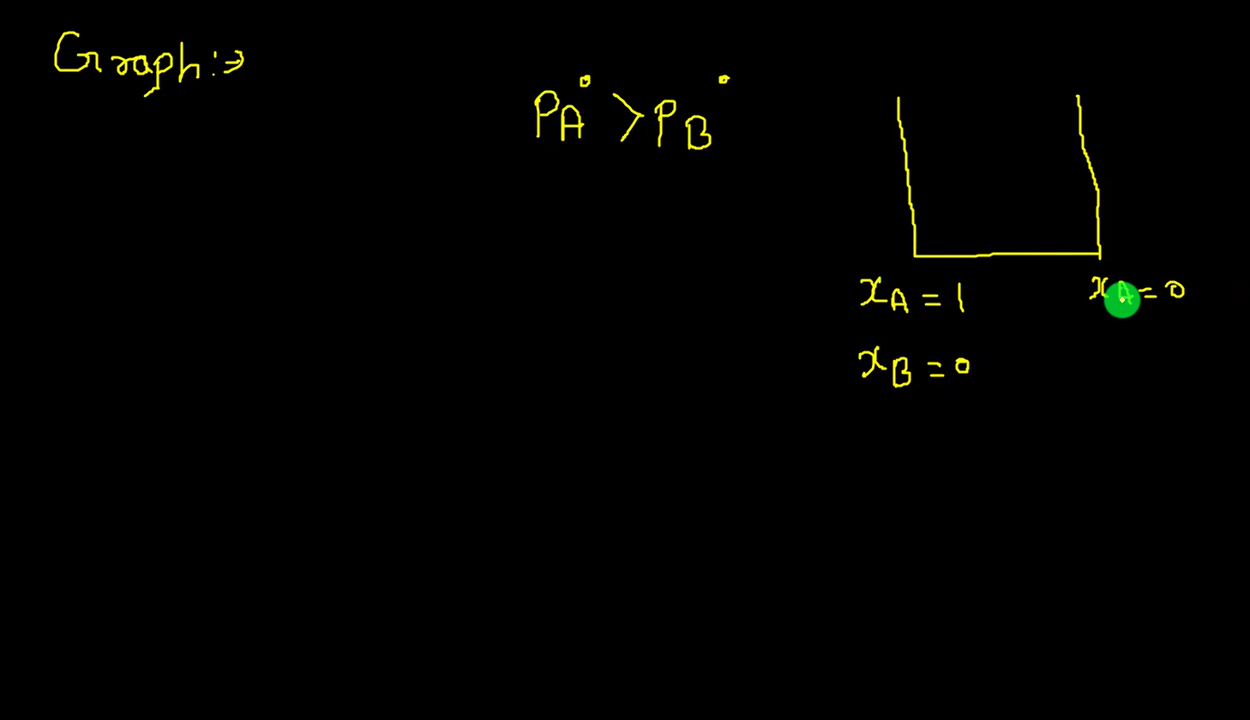 Graph:⇒
PA° > PB°
xA = 1
xA = 0
xB = 0